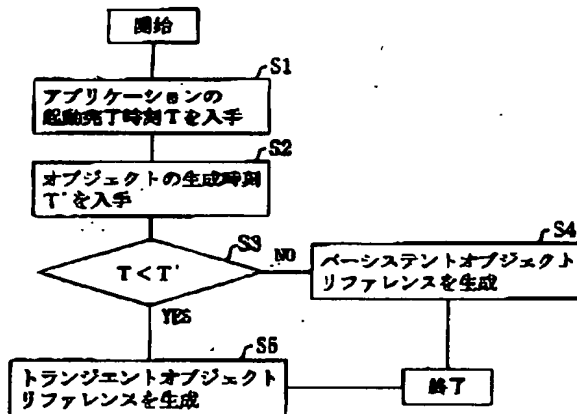 開始
S1
アプリケーションの
起動完了時刻Tを入手
S2
オブジェクトの生成時刻
T'を入手
S3
T<T'
NO
YES
S4
パーシステントオブジェクト
リファレンスを生成
S5
トランジエントオブジェクト
リファレンスを生成
終了